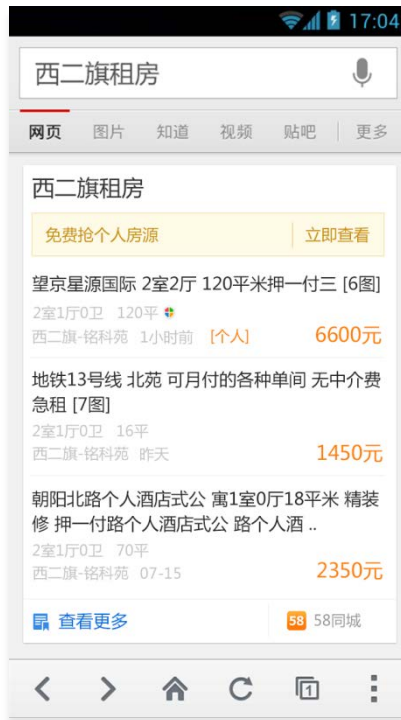 17:04
西二旗租房
网页 图片 知道 视频 贴吧 更多
西二旗租房
免费抢个人房源 立即查看
望京星源国际 2室2厅 120平米押一付三 [6图]
2室1厅0卫 120平
西二旗-铭科苑 1小时前 [个人] 6600元
地铁13号线 北苑 可月付的各种单间 无中介费
急租 [7图]
2室1厅0卫 16平
西二旗-铭科苑 昨天 1450元
朝阳北路个人酒店式公 寓1室0厅18平米 精装
修 押一付路个人酒店式公 路个人酒 ..
2室1厅0卫 70平
西二旗-铭科苑 07-15 2350元
查看更多 58 58同城
1